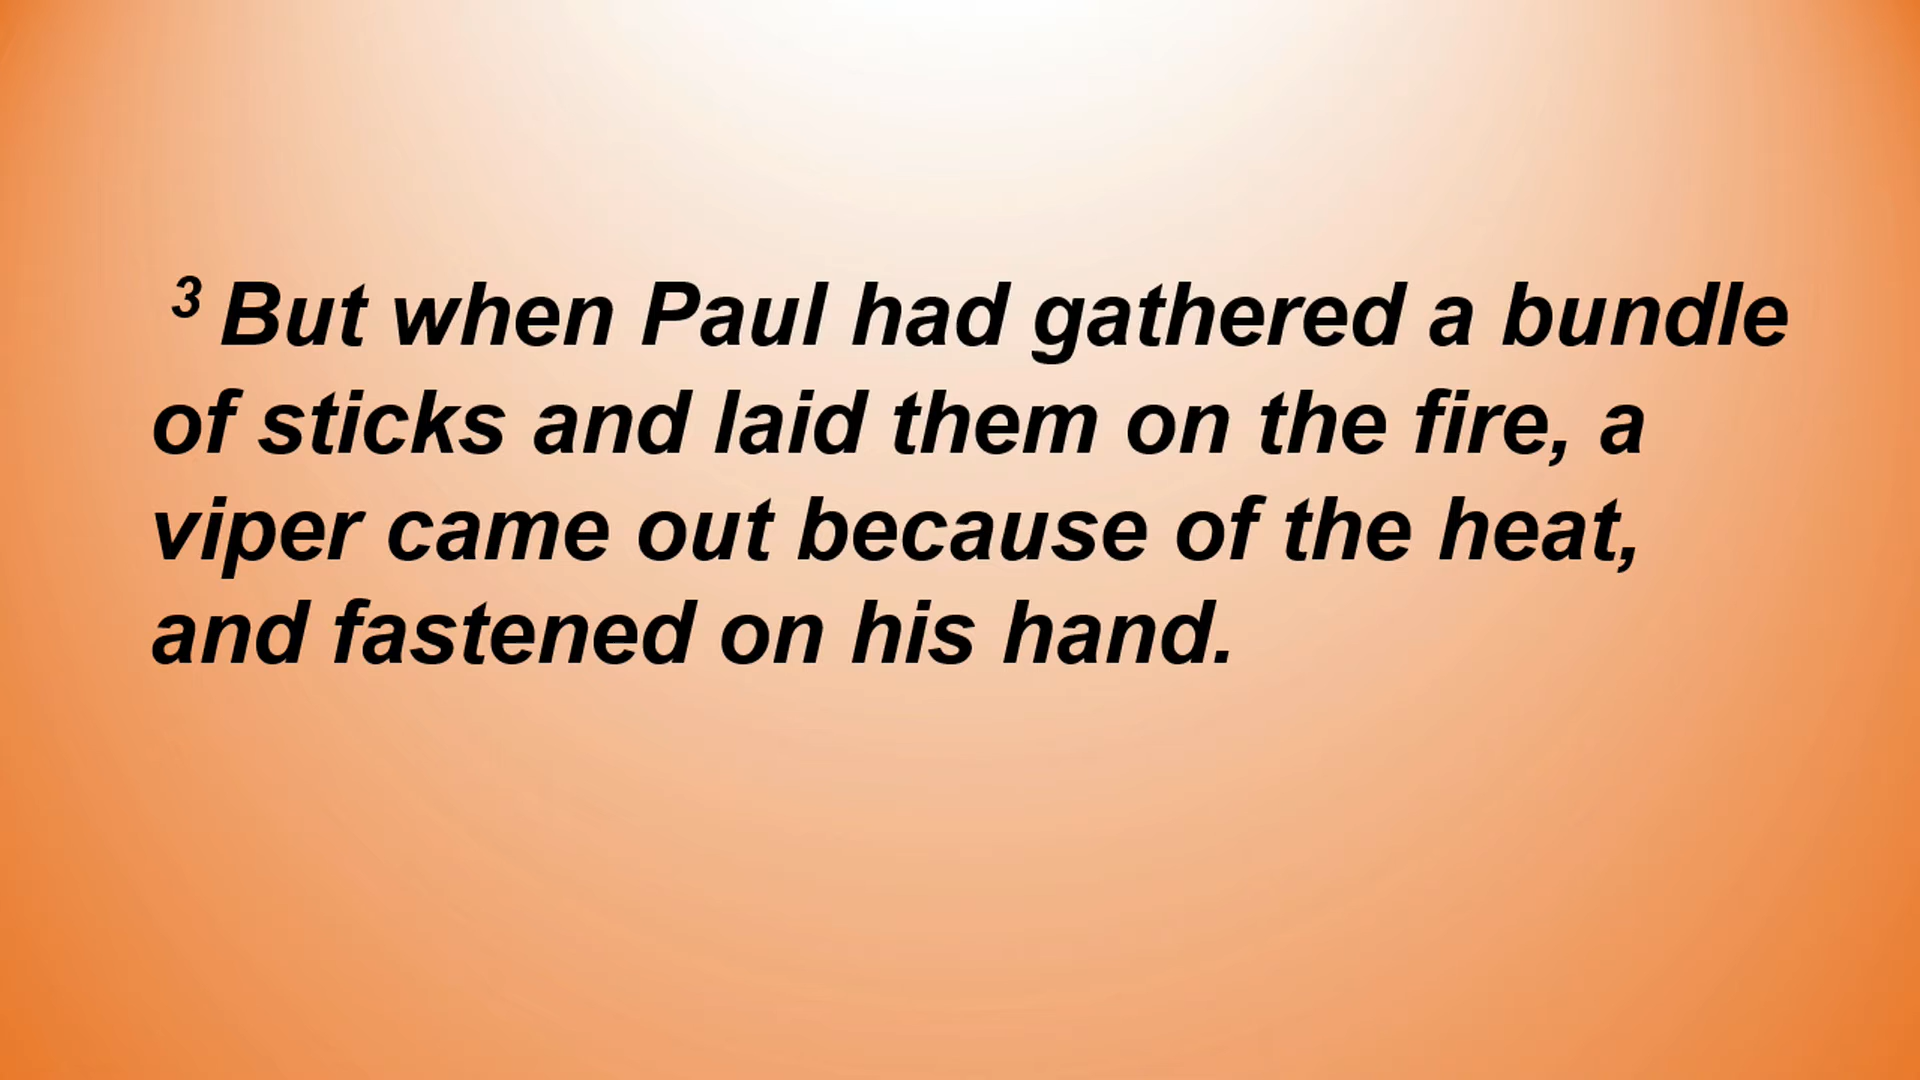 3 But when Paul had gathered a bundle
of sticks and laid them on the fire, a
viper came out because of the heat,
and fastened on his hand.